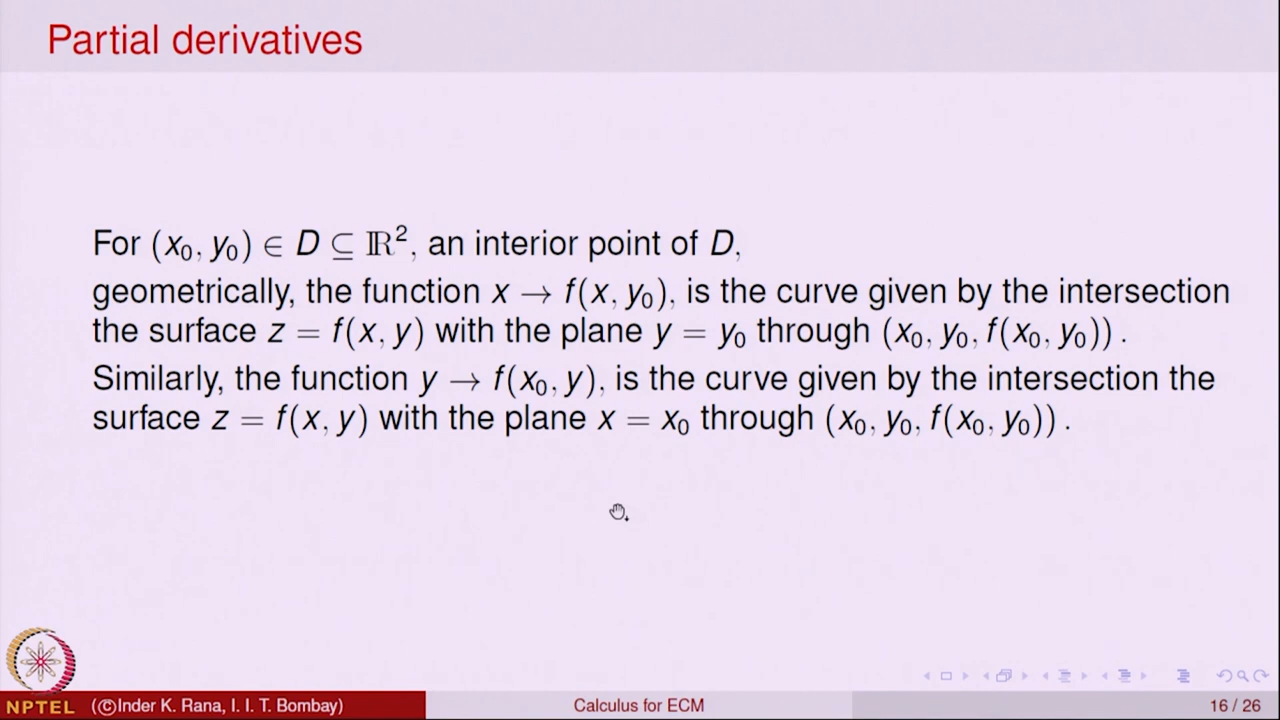 Partial derivatives
For (x₀, y₀) ∈ D ⊆ ℝ², an interior point of D,
geometrically, the function x → f(x, y₀), is the curve given by the intersection
the surface z = f(x, y) with the plane y = y₀ through (x₀, y₀, f(x₀, y₀)) .
Similarly, the function y → f(x₀, y), is the curve given by the intersection the
surface z = f(x, y) with the plane x = x₀ through (x₀, y₀, f(x₀, y₀)) .
NPTEL
(©Inder K. Rana, I. I. T. Bombay)
Calculus for ECM
16 / 26